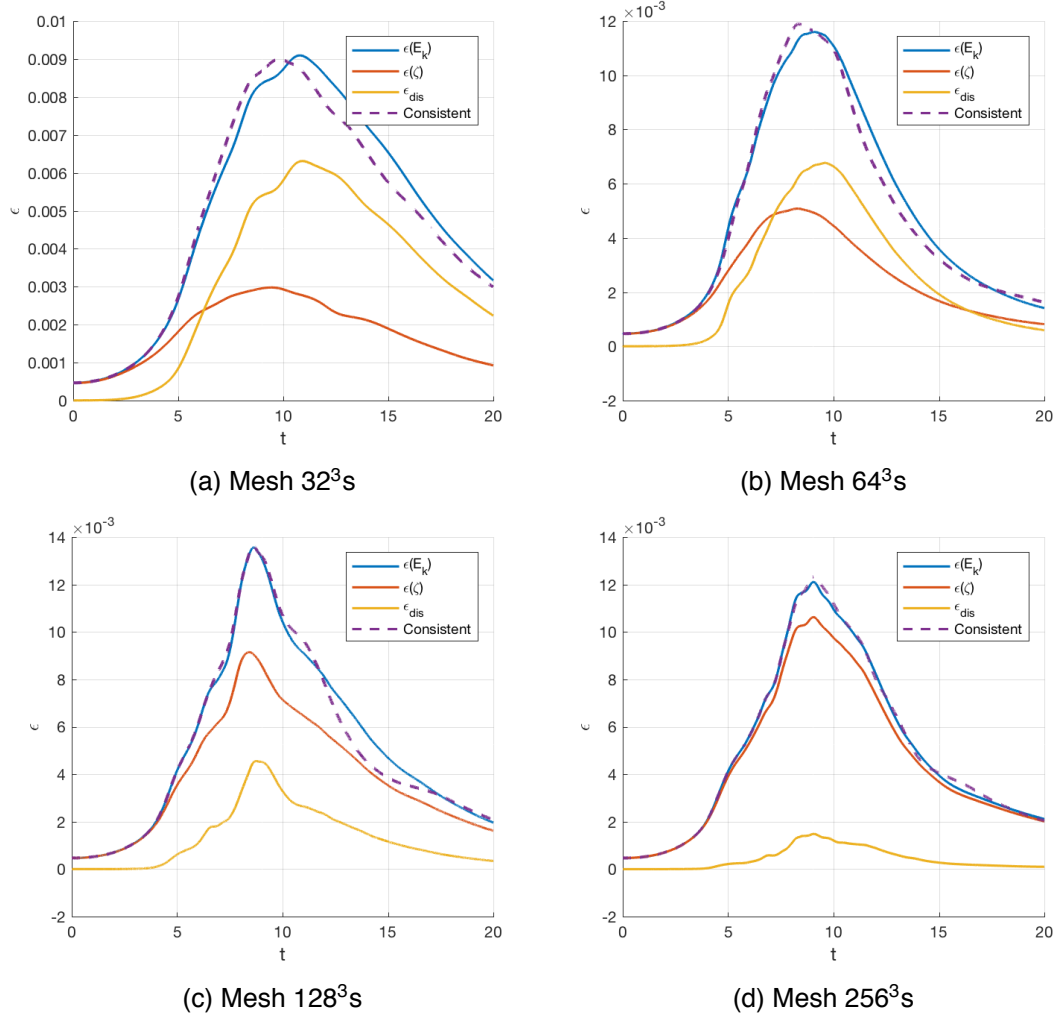 0.01
0.009
0.008
0.007
0.006
0.005
0.004
0.003
0.002
0.001
0
ϵ
ϵ(E_k)
ϵ(ζ)
ϵ_dis
Consistent
0 5 10 15 20
t
(a) Mesh 32³s
×10⁻³
12
10
8
6
4
2
0
-2
ϵ
ϵ(E_k)
ϵ(ζ)
ϵ_dis
Consistent
0 5 10 15 20
t
(b) Mesh 64³s
×10⁻³
14
12
10
8
6
4
2
0
-2
ϵ
ϵ(E_k)
ϵ(ζ)
ϵ_dis
Consistent
0 5 10 15 20
t
(c) Mesh 128³s
×10⁻³
14
12
10
8
6
4
2
0
-2
ϵ
ϵ(E_k)
ϵ(ζ)
ϵ_dis
Consistent
0 5 10 15 20
t
(d) Mesh 256³s